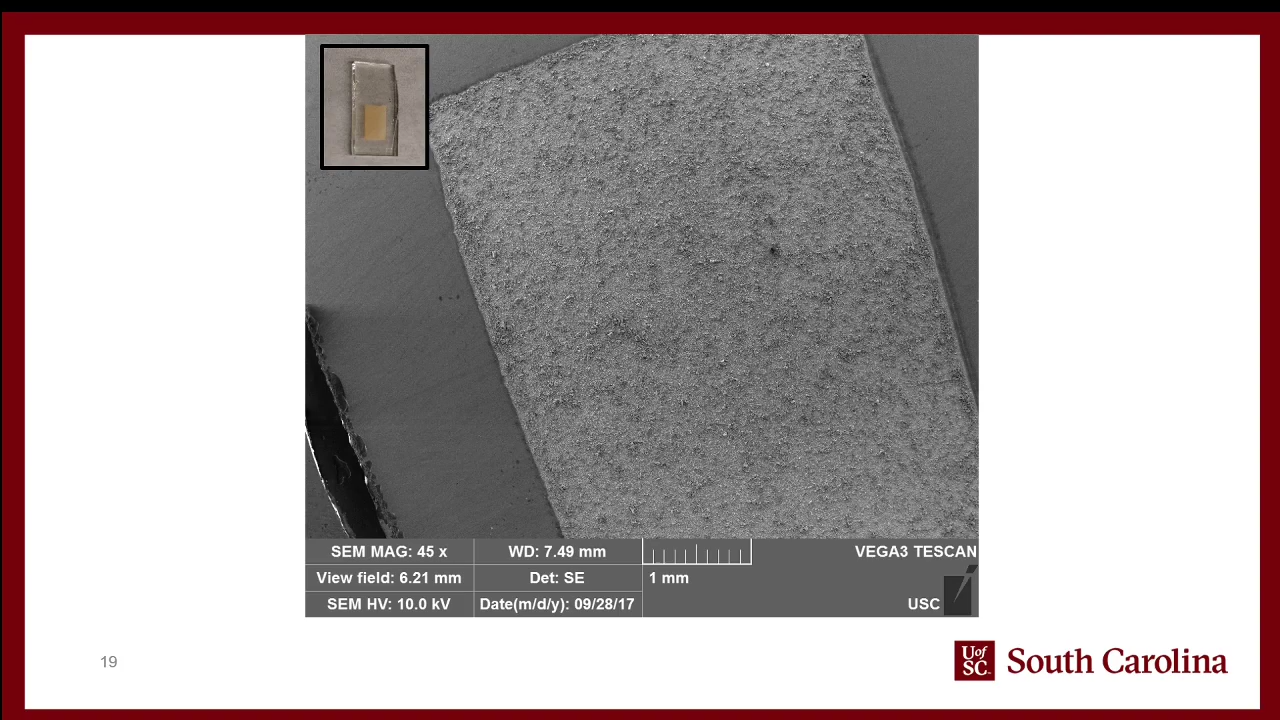 SEM MAG: 45 x
WD: 7.49 mm
VEGA3 TESCAN
View field: 6.21 mm
Det: SE
1 mm
SEM HV: 10.0 kV
Date(m/d/y): 09/28/17
USC
19
UofSC
South Carolina